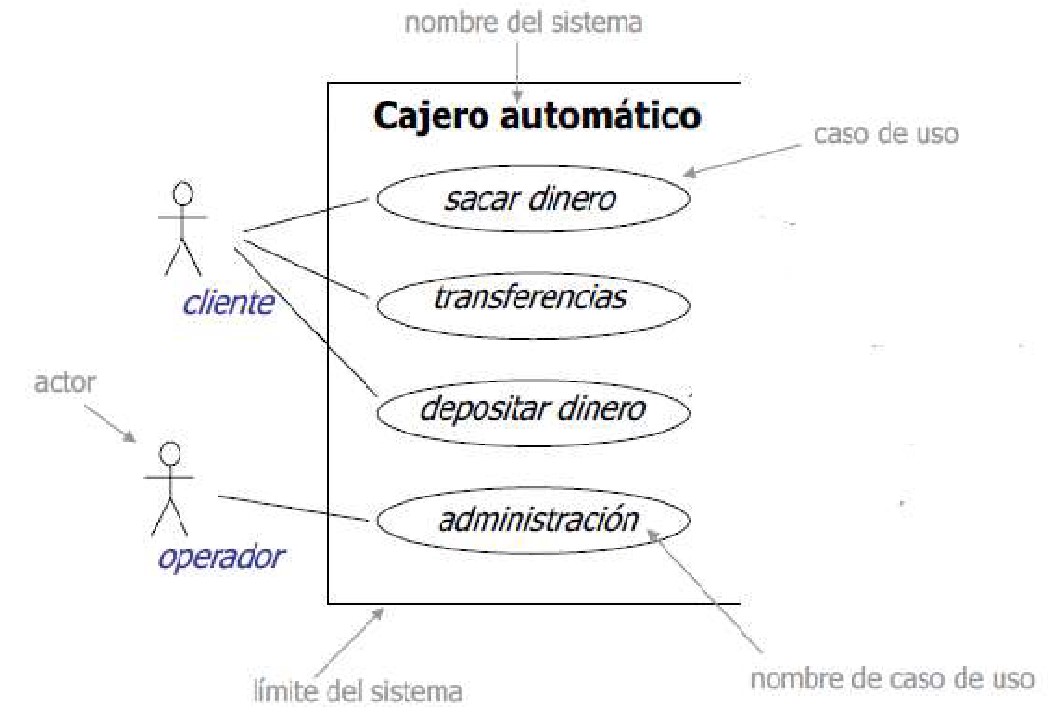 nombre del sistema
Cajero automático
caso de uso
sacar dinero
transferencias
cliente
actor
depositar dinero
administración
operador
límite del sistema
nombre de caso de uso